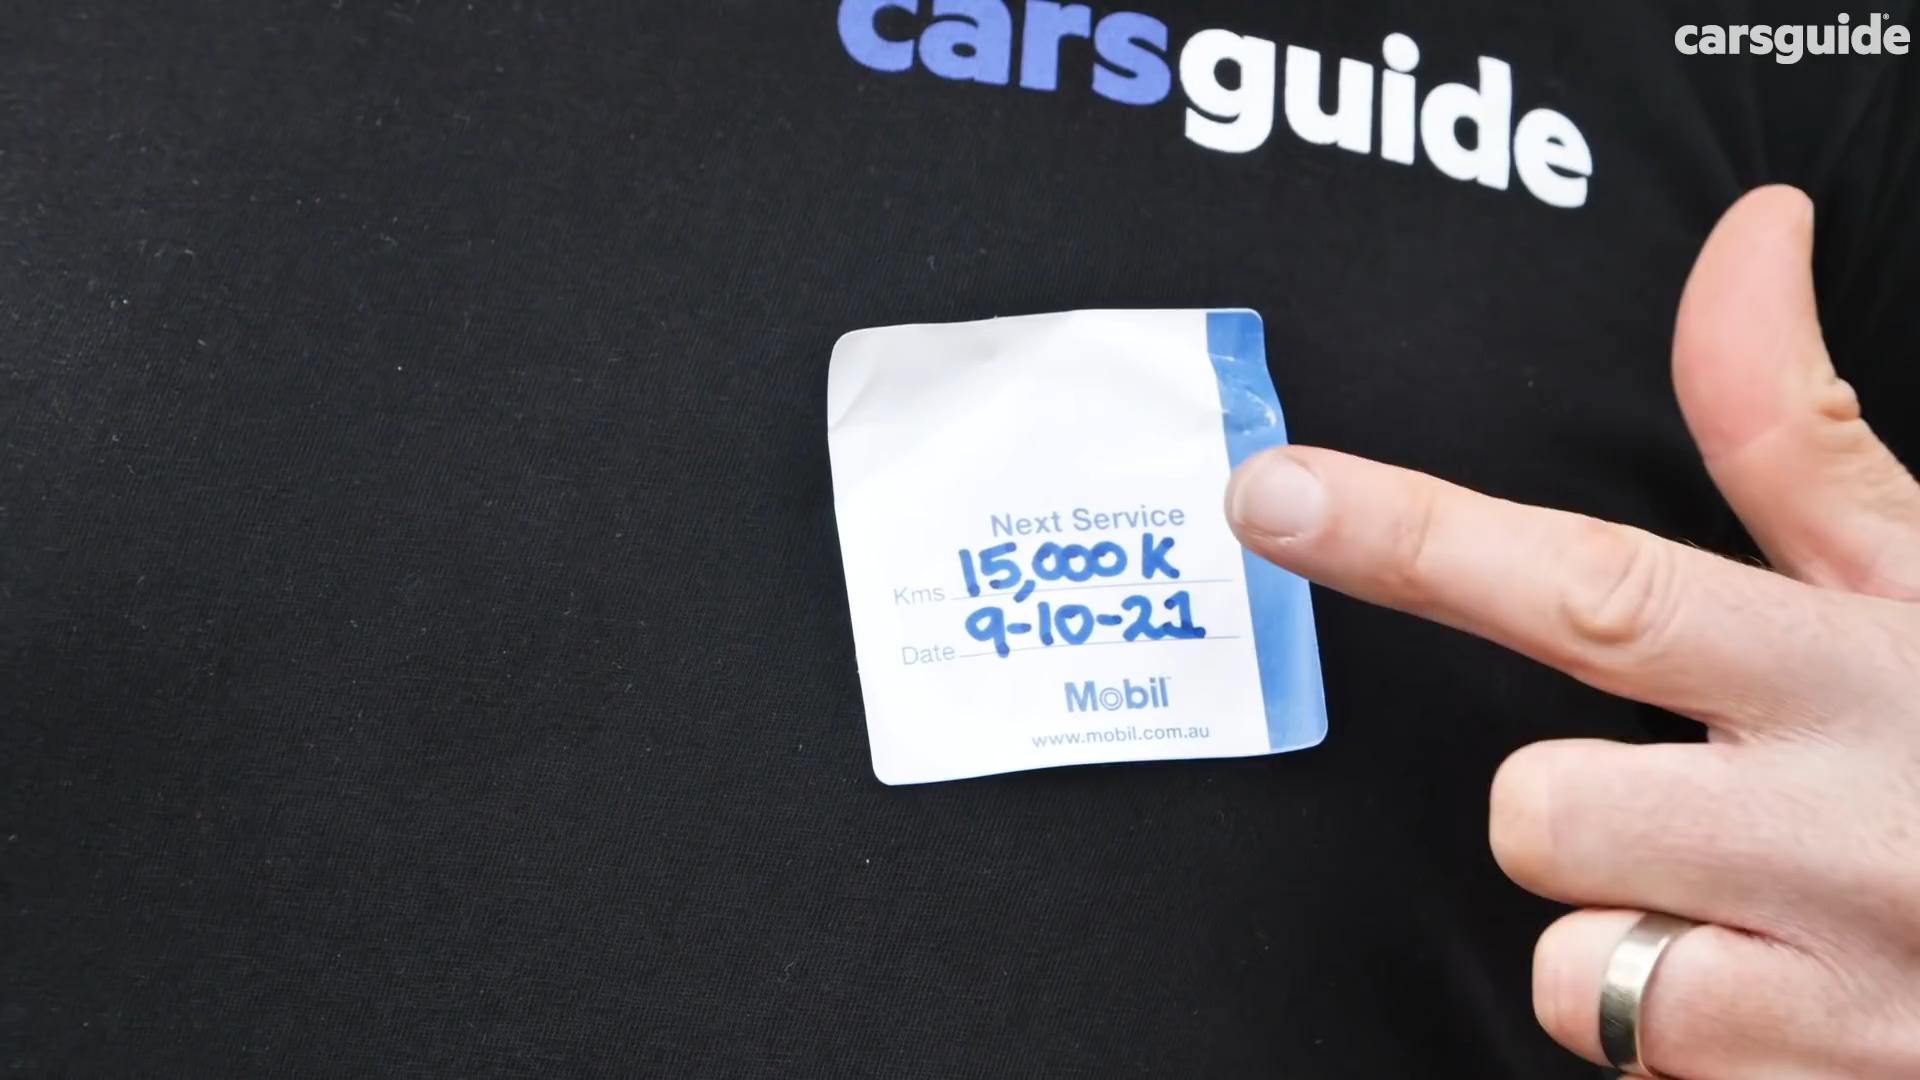 carsguide
carsguide
Next Service
Kms 15,000 K
Date 9-10-21
Mobil
www.mobil.com.au